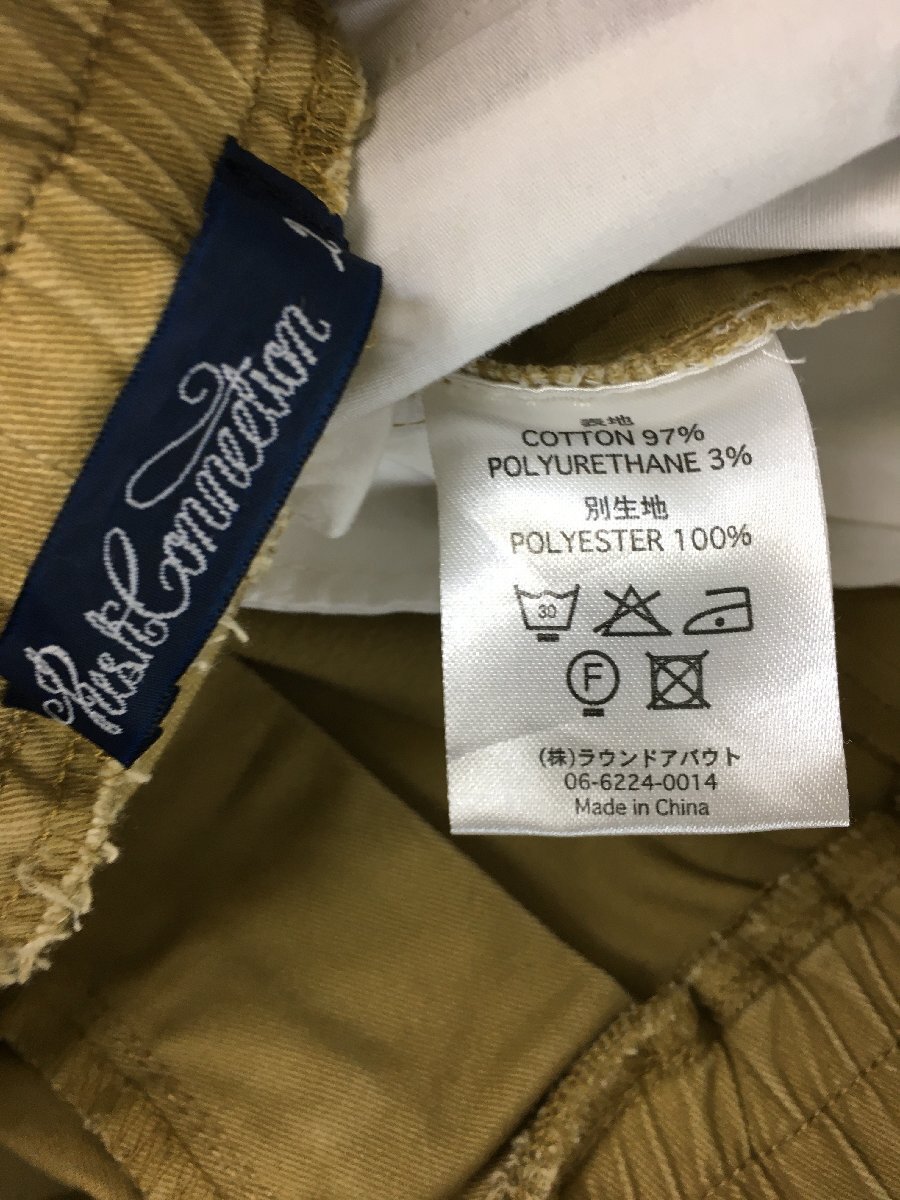 Resh Connection
表地
COTTON 97%
POLYURETHANE 3%
別生地
POLYESTER 100%
30
F
(株)ラウンドアバウト
06-6224-0014
Made in China